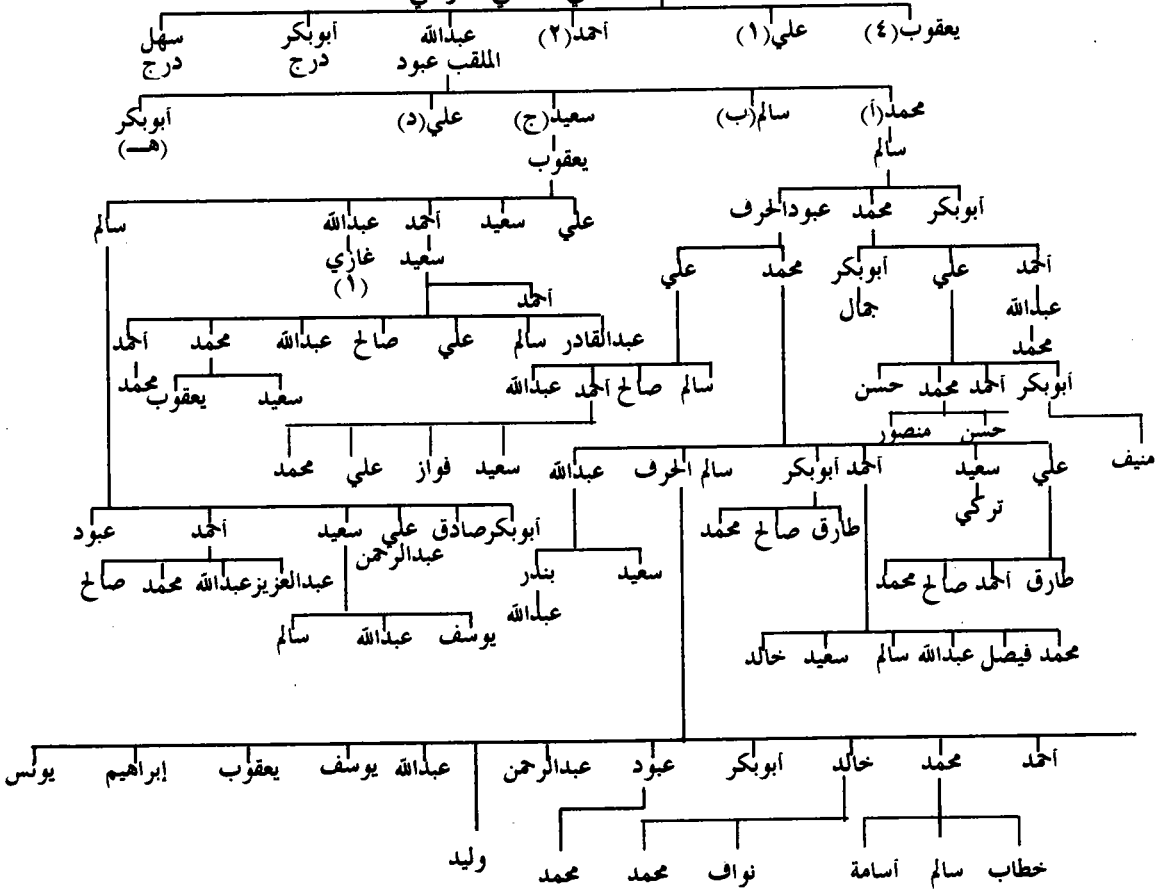 يعقوب (٤) علي (١) أحمد (٢) عبدالله أبوبكر سهل
الملقب عبود درج درج
محمد (أ) سالم (ب) سعيد (ج) علي (د) أبوبكر
(هـ)
سالم يعقوب
أبوبكر محمد عبودالحرف علي سعيد أحمد عبدالله سالم
سعيد غازي
(١)
أحمد علي أبوبكر محمد علي
عبدالله جمال
محمد
أحمد
عبدالقادر سالم علي صالح عبدالله محمد أحمد
سعيد يعقوب محمد
أبوبكر أحمد محمد حسن سالم صالح أحمد عبدالله
منيف حسن منصور
سعيد فواز علي محمد
علي سعيد أحمد أبوبكر سالم الحرف عبدالله
تركي
أبوبكر صادق علي سعيد أحمد عبود
عبدالرحمن
طارق صالح محمد
طارق أحمد صالح محمد
سعيد بندر
عبدالله
عبدالعزيز عبدالله محمد صالح
يوسف عبدالله سالم
محمد فيصل عبدالله سالم سعيد خالد
أحمد محمد خالد أبوبكر عبود عبدالرحمن عبدالله يوسف يعقوب إبراهيم يونس
وليد
خطاب سالم أسامة نواف محمد محمد